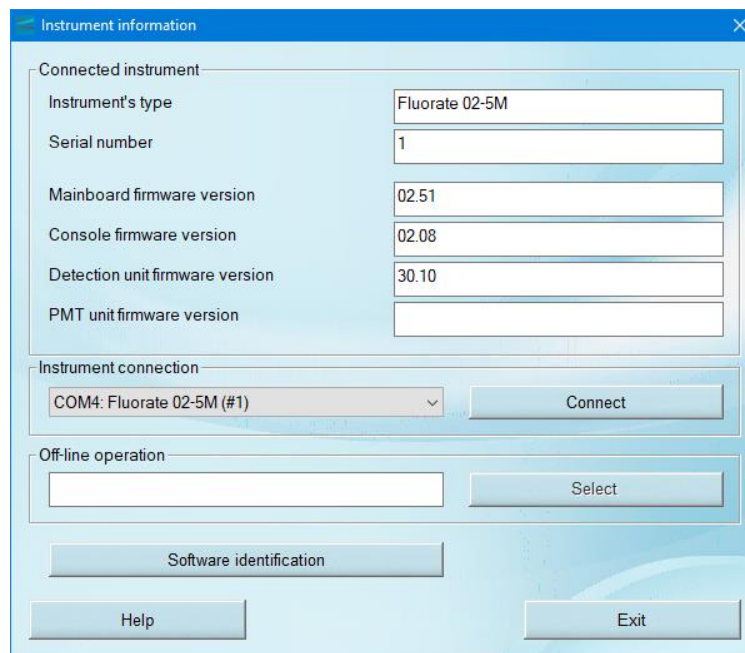 Instrument information
Connected instrument
Instrument's type
Fluorate 02-5M
Serial number
1
Mainboard firmware version
02.51
Console firmware version
02.08
Detection unit firmware version
30.10
PMT unit firmware version
Instrument connection
COM4: Fluorate 02-5M (#1)
Connect
Off-line operation
Select
Software identification
Help
Exit